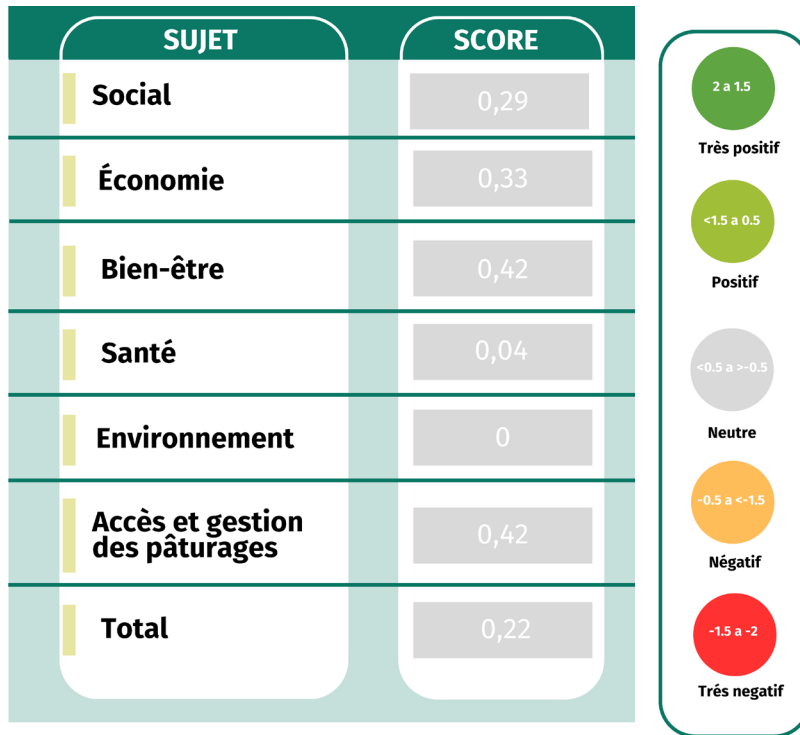 SUJET SCORE
Social 0,29
Économie 0,33
Bien-être 0,42
Santé 0,04
Environnement 0
Accès et gestion
des pâturages 0,42
Total 0,22
2 a 1.5
Très positif
<1.5 a 0.5
Positif
<0.5 a >-0.5
Neutre
-0.5 a <-1.5
Négatif
-1.5 a -2
Trés negatif